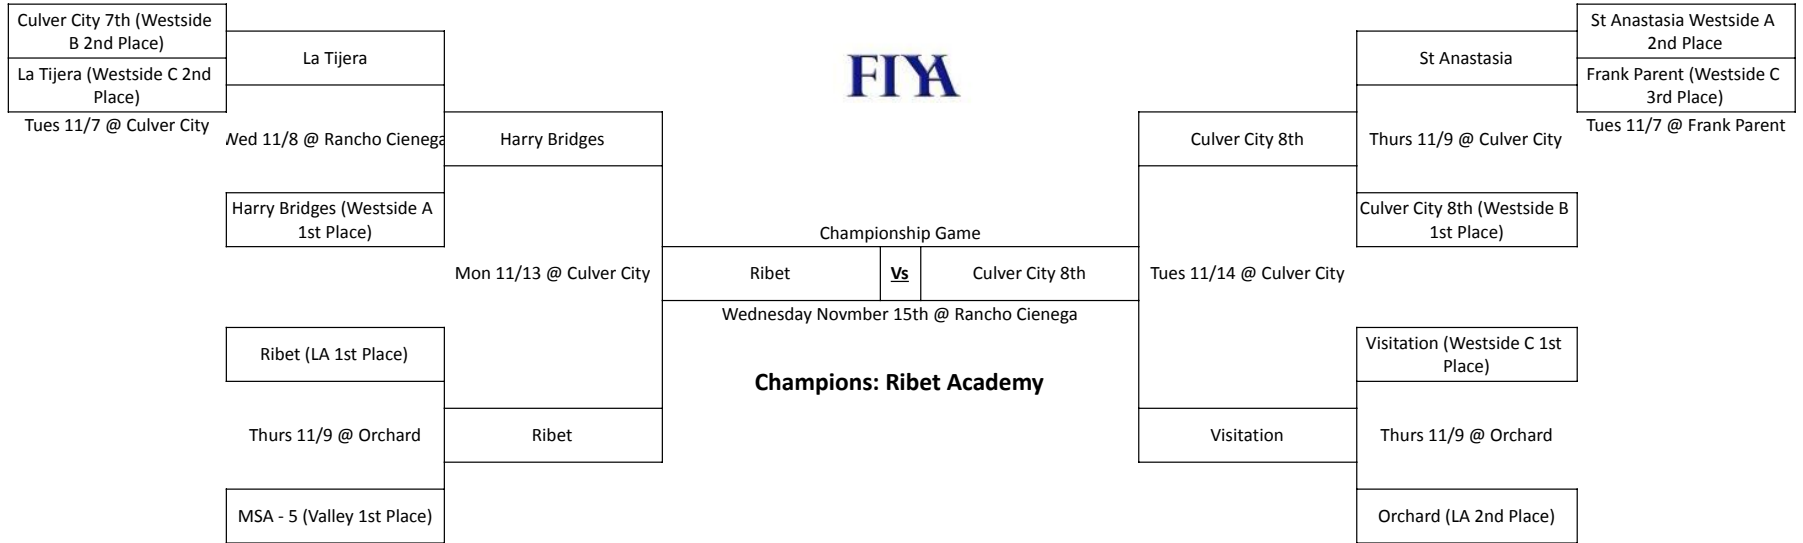 Culver City 7th (Westside
B 2nd Place)
La Tijera (Westside C 2nd
Place)
Tues 11/7 @ Culver City
La Tijera
Wed 11/8 @ Rancho Cienega
Harry Bridges (Westside A
1st Place)
Harry Bridges
Mon 11/13 @ Culver City
Ribet (LA 1st Place)
Thurs 11/9 @ Orchard
MSA - 5 (Valley 1st Place)
Ribet
FIYA
Championship Game
Ribet Vs Culver City 8th
Wednesday Novmber 15th @ Rancho Cienega
Champions: Ribet Academy
Culver City 8th
Tues 11/14 @ Culver City
Visitation
St Anastasia
Thurs 11/9 @ Culver City
Culver City 8th (Westside B
1st Place)
Visitation (Westside C 1st
Place)
Thurs 11/9 @ Orchard
Orchard (LA 2nd Place)
St Anastasia Westside A
2nd Place
Frank Parent (Westside C
3rd Place)
Tues 11/7 @ Frank Parent